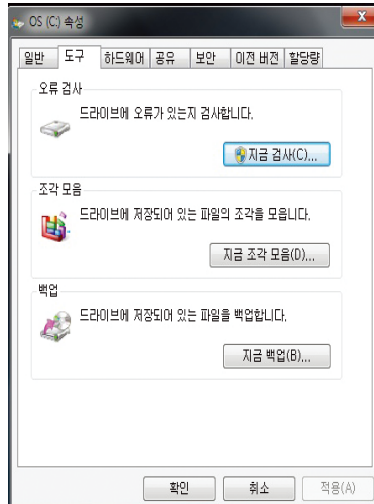 OS (C:) 속성
일반 도구 하드웨어 공유 보안 이전 버전 할당량
오류 검사
드라이브에 오류가 있는지 검사합니다.
지금 검사(C)...
조각 모음
드라이브에 저장되어 있는 파일의 조각을 모읍니다.
지금 조각 모음(D)...
백업
드라이브에 저장되어 있는 파일을 백업합니다.
지금 백업(B)...
확인 취소 적용(A)